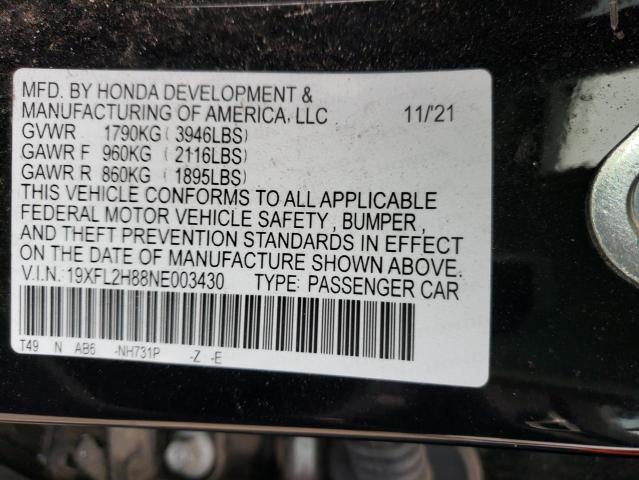 MFD. BY HONDA DEVELOPMENT &
MANUFACTURING OF AMERICA, LLC 11/'21
GVWR 1790KG (3946LBS)
GAWR F 960KG (2116LBS)
GAWR R 860KG (1895LBS)
THIS VEHICLE CONFORMS TO ALL APPLICABLE
FEDERAL MOTOR VEHICLE SAFETY, BUMPER,
AND THEFT PREVENTION STANDARDS IN EFFECT
ON THE DATE OF MANUFACTURE SHOWN ABOVE.
V.I.N.: 19XFL2H88NE003430 TYPE: PASSENGER CAR
T49 N AB6 -NH731P -Z -E